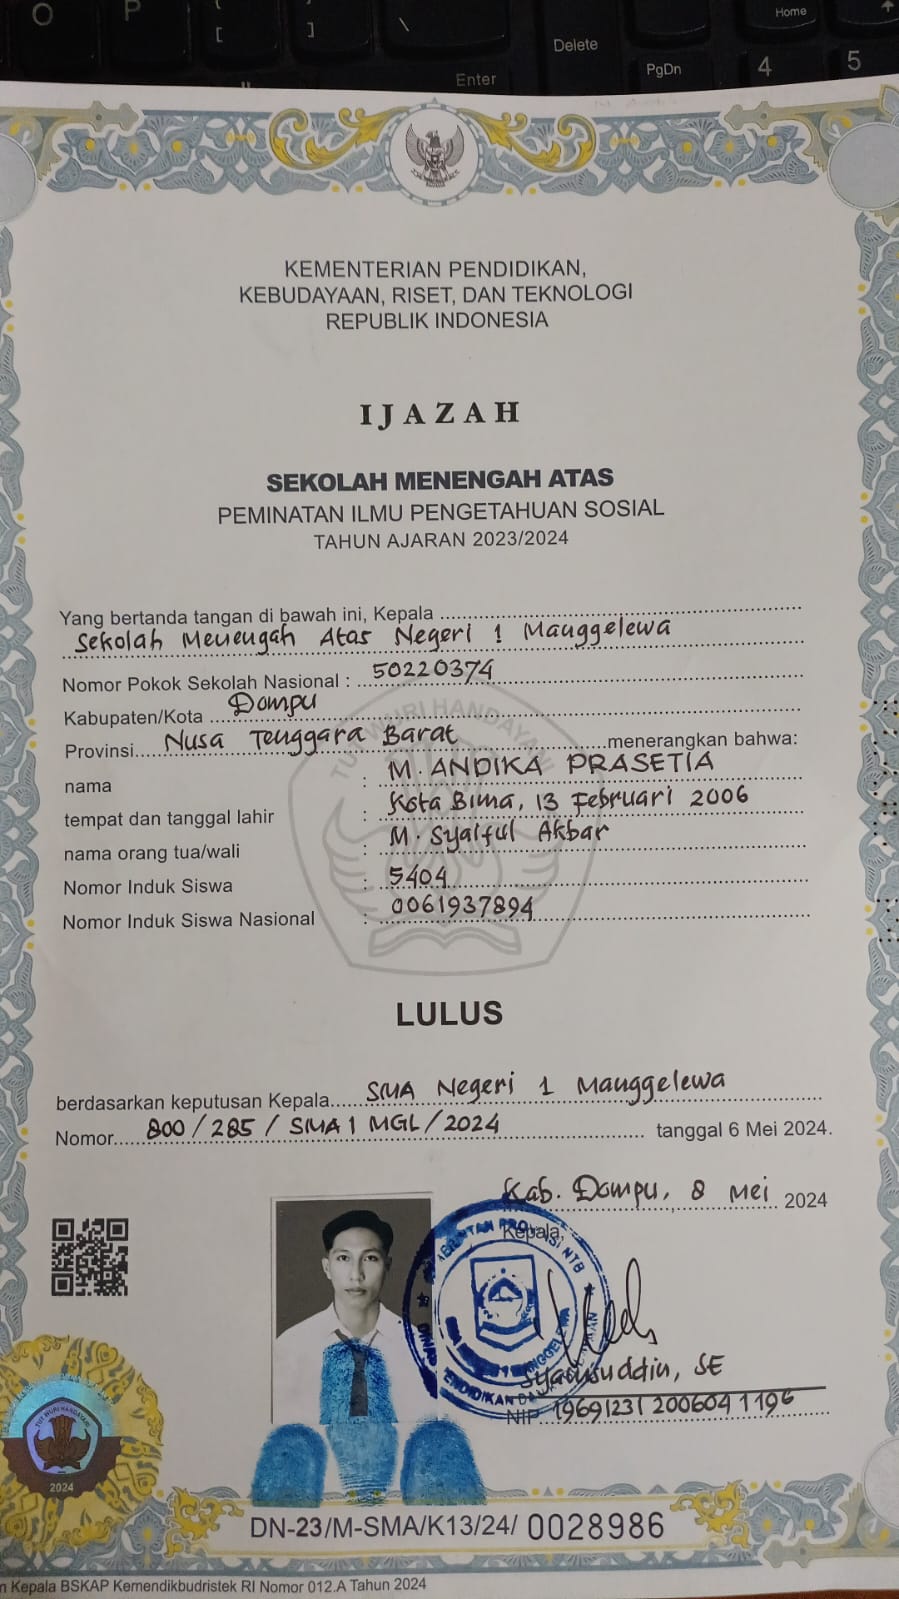 O P [ ] \ Delete Home
Enter PgDn 4 5
KEMENTERIAN PENDIDIKAN,
KEBUDAYAAN, RISET, DAN TEKNOLOGI
REPUBLIK INDONESIA
IJAZAH
SEKOLAH MENENGAH ATAS
PEMINATAN ILMU PENGETAHUAN SOSIAL
TAHUN AJARAN 2023/2024
Yang bertanda tangan di bawah ini, Kepala
Sekolah Menengah Atas Negeri 1 Manggelewa
Nomor Pokok Sekolah Nasional : 50220374
Kabupaten/Kota Dompu
Provinsi Nusa Tenggara Barat menerangkan bahwa:
nama : M. ANDIKA PRASETIA
tempat dan tanggal lahir : Kota Bima, 13 Februari 2006
nama orang tua/wali : M. Syaiful Akbar
Nomor Induk Siswa : 5404
Nomor Induk Siswa Nasional : 0061937894
TUT WURI HANDAYANI
LULUS
berdasarkan keputusan Kepala SMA Negeri 1 Manggelewa
Nomor 800/285/SMA 1 MGL/2024 tanggal 6 Mei 2024.
Kab. Dompu, 8 Mei 2024
Kepala,
Syamsuddin, SE
NIP 19691231 200604 1 196
TUT WURI HANDAYANI
2024
DN-23/M-SMA/K13/24/ 0028986
Kepala BSKAP Kemendikbudristek RI Nomor 012.A Tahun 2024